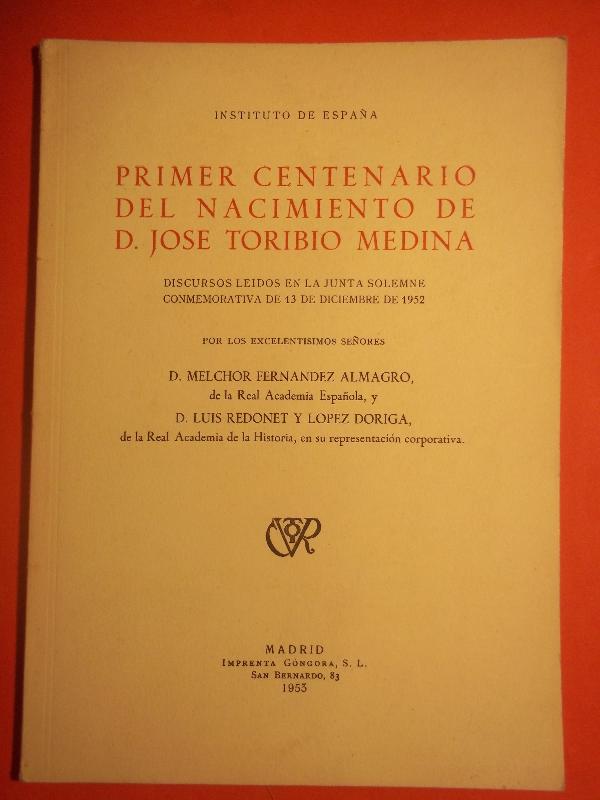 INSTITUTO DE ESPAÑA
PRIMER CENTENARIO
DEL NACIMIENTO DE
D. JOSE TORIBIO MEDINA
DISCURSOS LEIDOS EN LA JUNTA SOLEMNE
CONMEMORATIVA DE 13 DE DICIEMBRE DE 1952
POR LOS EXCELENTISIMOS SEÑORES
D. MELCHOR FERNANDEZ ALMAGRO,
de la Real Academia Española, y
D. LUIS REDONET Y LOPEZ DORIGA,
de la Real Academia de la Historia, en su representación corporativa.
MADRID
IMPRENTA GÓNGORA, S. L.
SAN BERNARDO, 83
1953